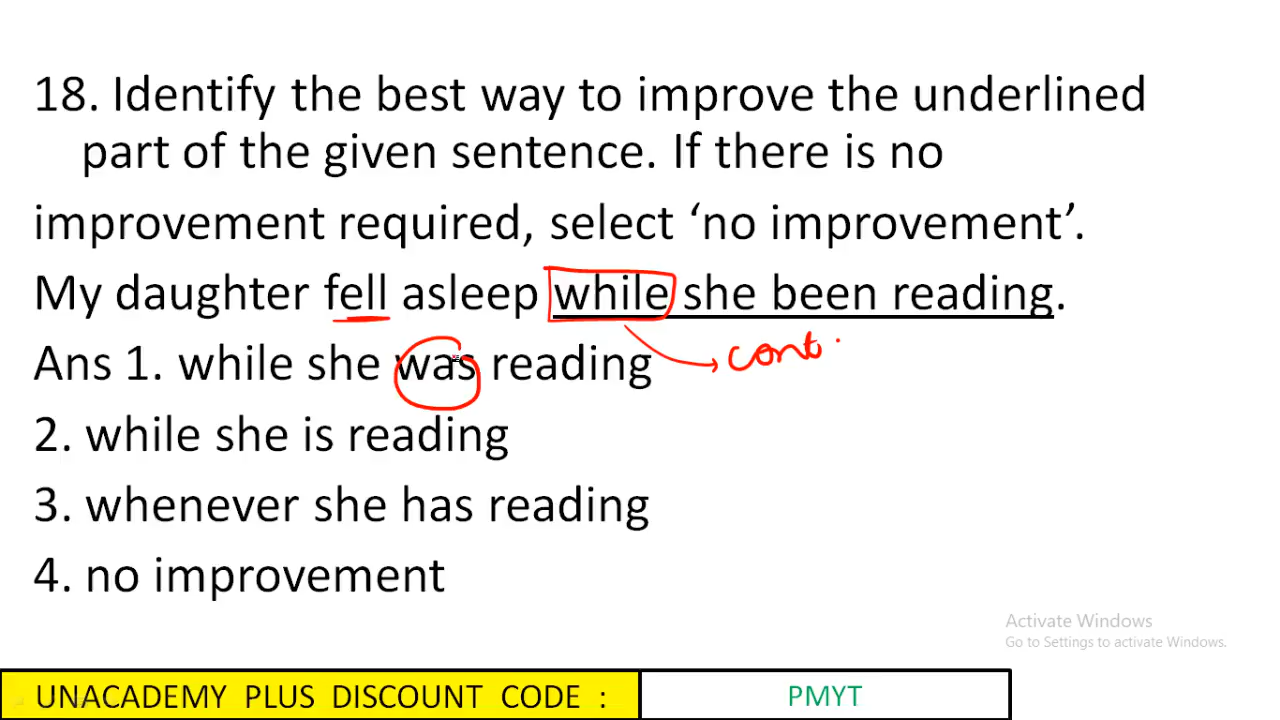 18. Identify the best way to improve the underlined
part of the given sentence. If there is no
improvement required, select ‘no improvement’.
My daughter fell asleep while she been reading.
Ans 1. while she was reading
cont.
2. while she is reading
3. whenever she has reading
4. no improvement
Activate Windows
Go to Settings to activate Windows.
UNACADEMY PLUS DISCOUNT CODE :
PMYT